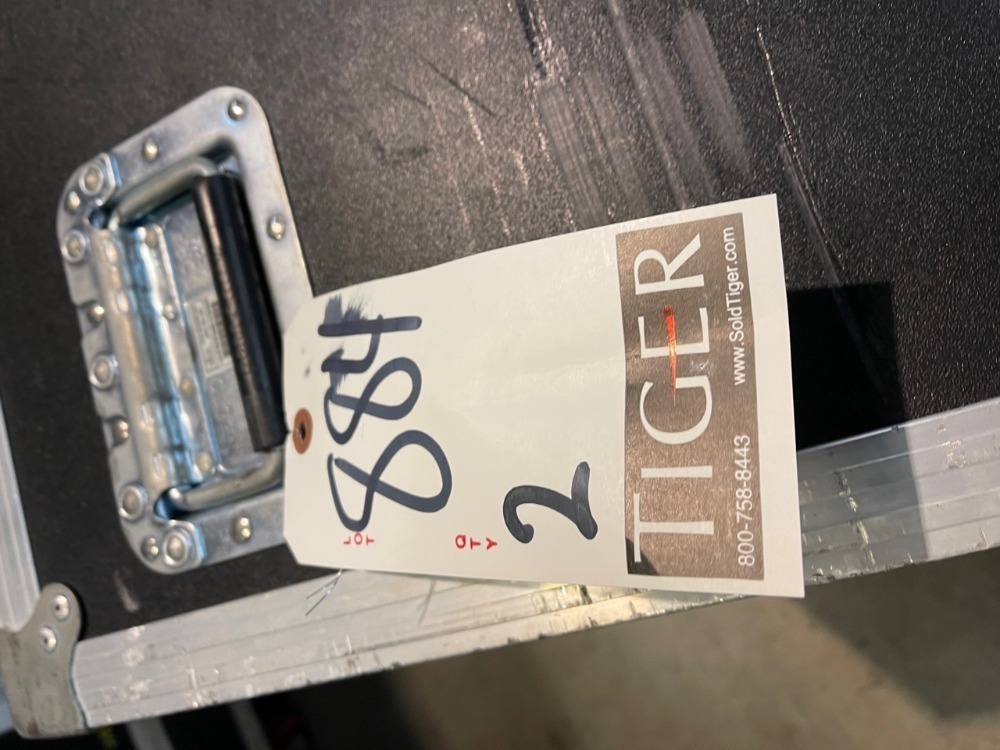 LOT 884
QTY 2
TIGER
800-758-8443 www.SoldTiger.com